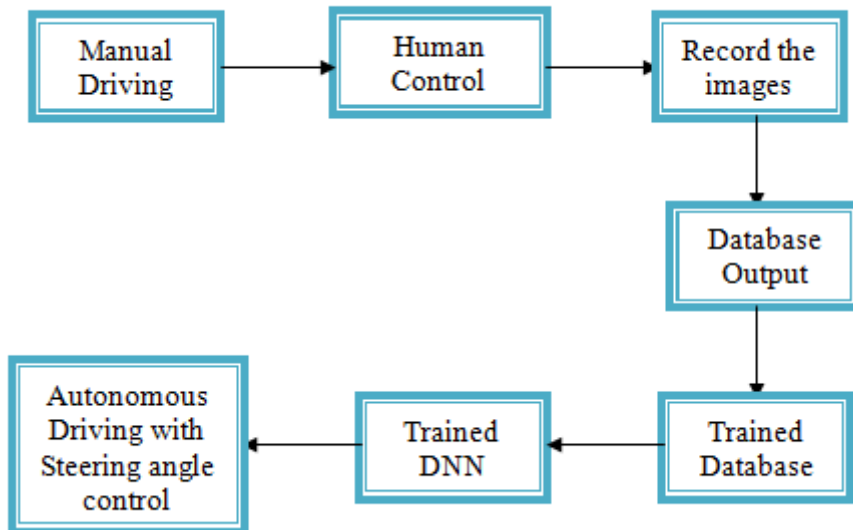 Manual
Driving
Human
Control
Record the
images
Database
Output
Trained
Database
Trained
DNN
Autonomous
Driving with
Steering angle
control